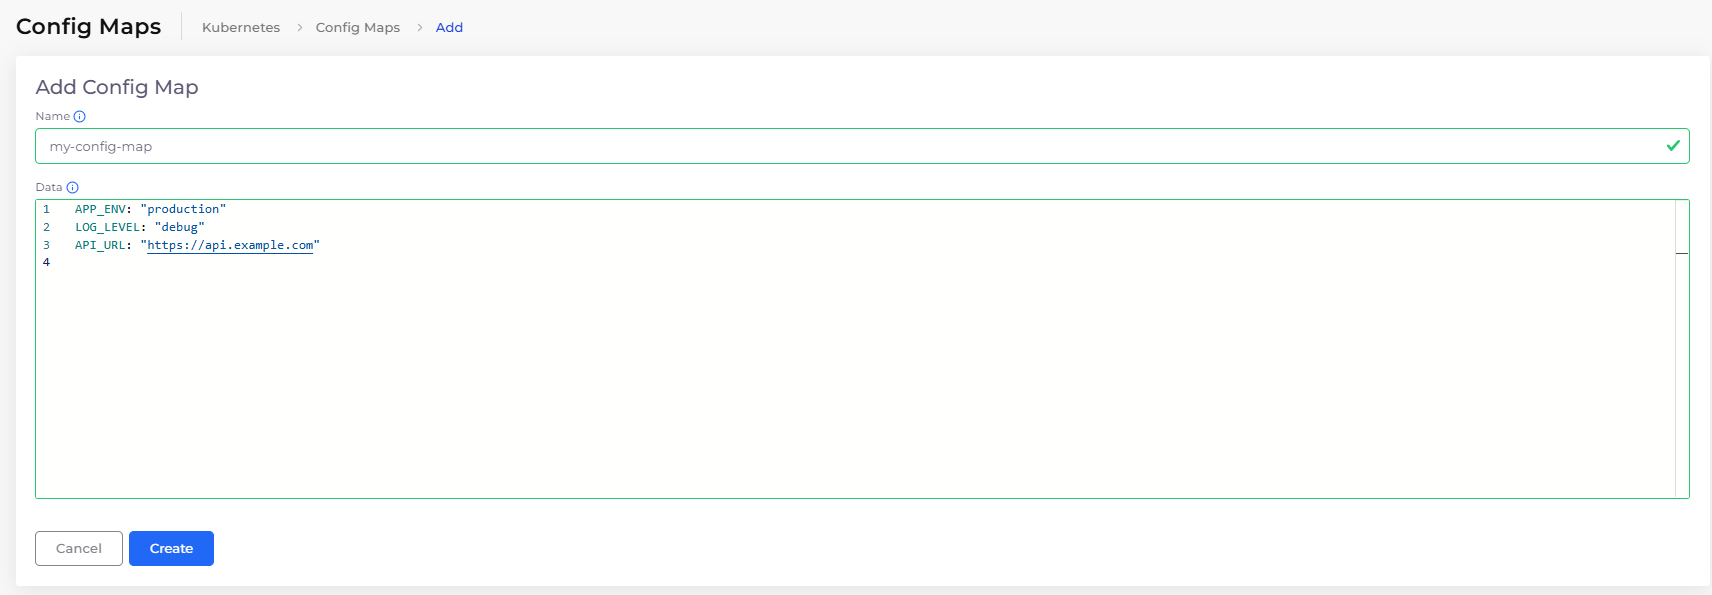 Config Maps
Kubernetes > Config Maps > Add
Add Config Map
Name
my-config-map
Data
1 APP_ENV: "production"
2 LOG_LEVEL: "debug"
3 API_URL: "https://api.example.com"
4
Cancel Create